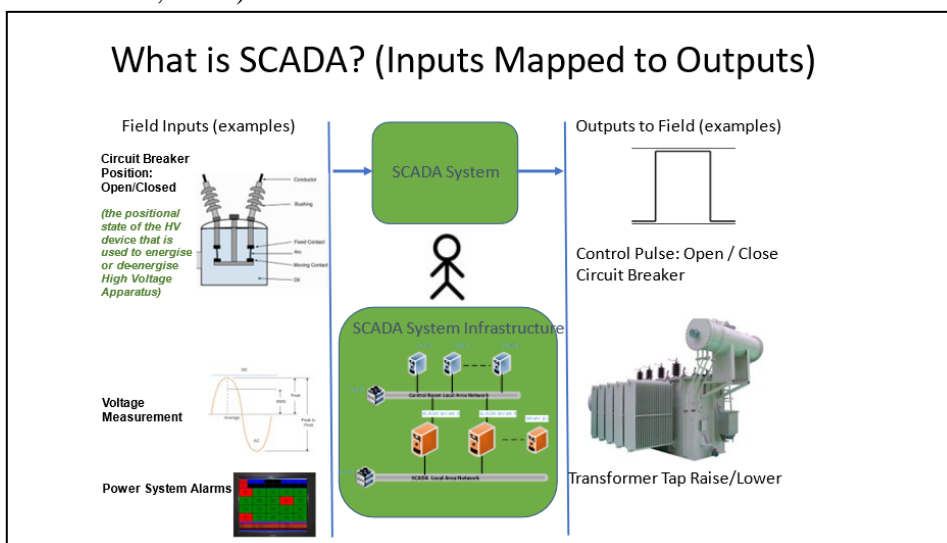 What is SCADA? (Inputs Mapped to Outputs)
Field Inputs (examples)
Circuit Breaker
Position:
Open/Closed
(the positional
state of the HV
device that is
used to energise
or de-energise
High Voltage
Apparatus)
Conductor
Bushing
Fixed Contact
Arc
Moving Contact
Oil
Voltage
Measurement
DC
Average
RMS
Peak
Peak to
Peak
AC
Power System Alarms
SCADA System
SCADA System Infrastructure
Control Room Local Area Network
SCADA Local Area Network
Outputs to Field (examples)
Control Pulse: Open / Close
Circuit Breaker
Transformer Tap Raise/Lower